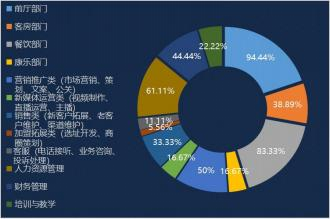 前厅部门
客房部门
餐饮部门
康乐部门
营销推广类（市场营销、策
划、文案、公关）
新媒体运营类（视频制作、
直播运营、主播）
销售类（新客户拓展、老客
户维护、渠道维护）
加盟拓展类（选址开发、商
圈策划）
客服（电话接听、业务咨询、
投诉处理）
人力资源管理
财务管理
培训与教学
94.44%
38.89%
83.33%
16.67%
50%
16.67%
33.33%
5.56%
11.11%
61.11%
44.44%
22.22%